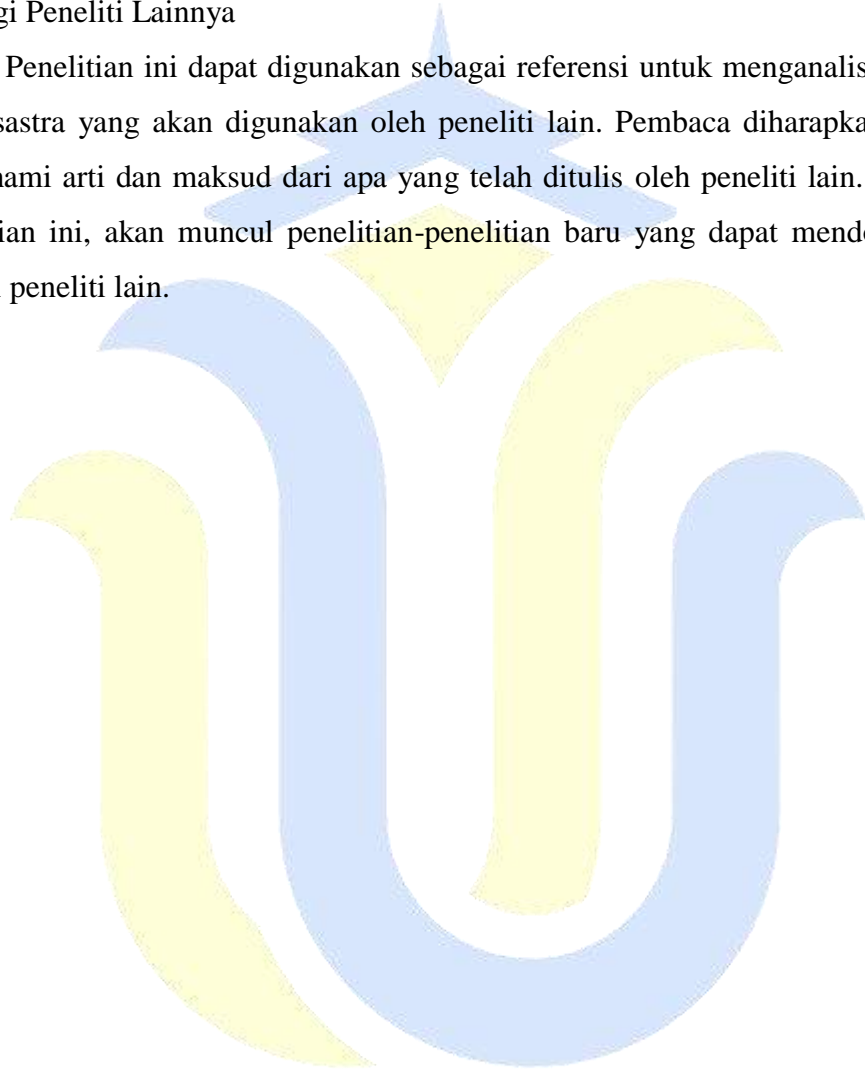 gi Peneliti Lainnya
Penelitian ini dapat digunakan sebagai referensi untuk menganalis
sastra yang akan digunakan oleh peneliti lain. Pembaca diharapka
nami arti dan maksud dari apa yang telah ditulis oleh peneliti lain.
ian ini, akan muncul penelitian-penelitian baru yang dapat mend
peneliti lain.